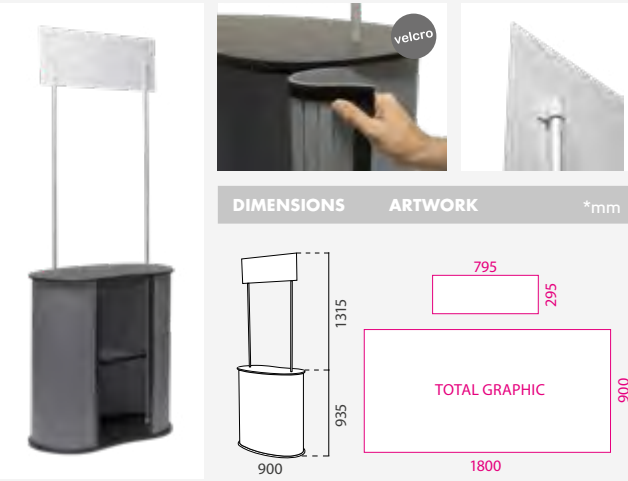 velcro
DIMENSIONS ARTWORK *mm
795
295
1315
TOTAL GRAPHIC
900
935
900
1800